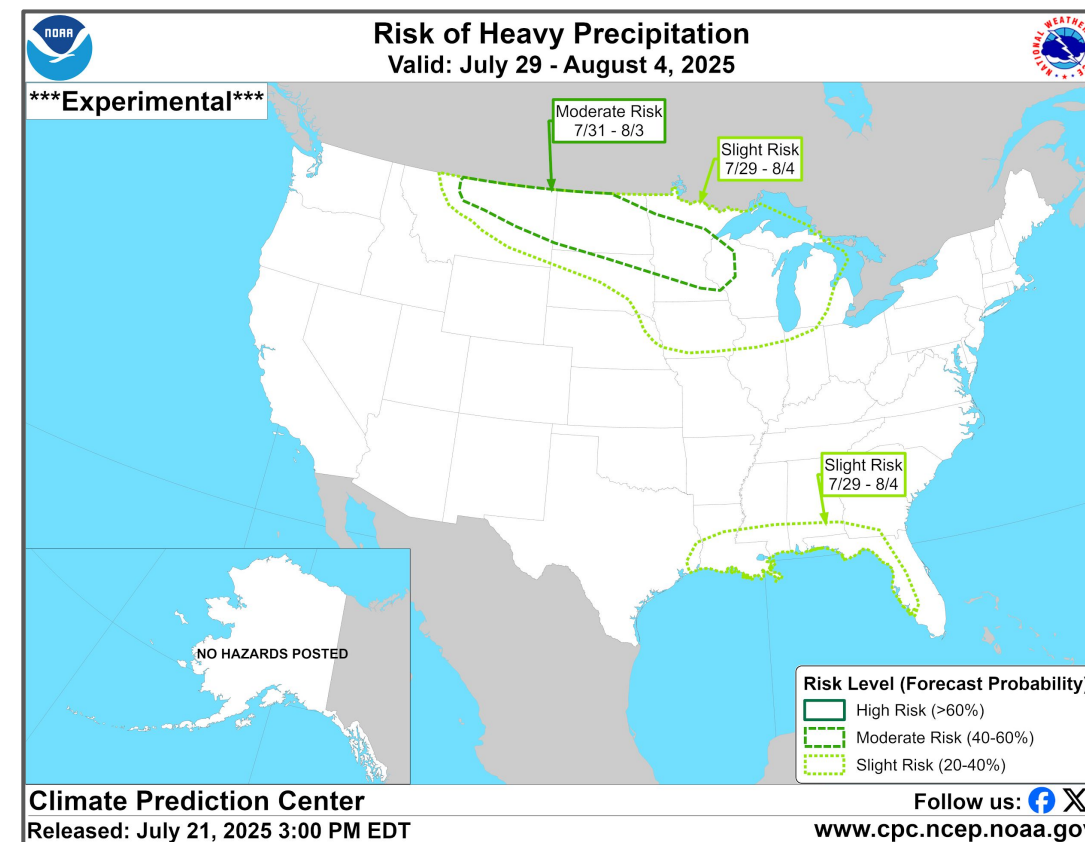 NOAA
Risk of Heavy Precipitation
Valid: July 29 - August 4, 2025
NATIONAL WEATHER
***Experimental***
Moderate Risk
7/31 - 8/3
Slight Risk
7/29 - 8/4
Slight Risk
7/29 - 8/4
NO HAZARDS POSTED
Risk Level (Forecast Probability)
High Risk (>60%)
Moderate Risk (40-60%)
Slight Risk (20-40%)
Climate Prediction Center
Follow us:
Released: July 21, 2025 3:00 PM EDT
www.cpc.ncep.noaa.gov